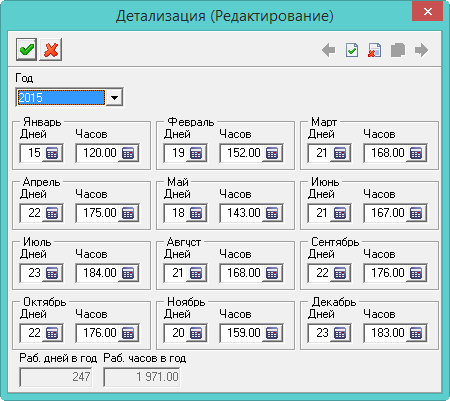 Детализация (Редактирование)
Год
2015
Январь Февраль Март
Дней Часов Дней Часов Дней Часов
15 120.00 19 152.00 21 168.00
Апрель Май Июнь
Дней Часов Дней Часов Дней Часов
22 175.00 18 143.00 21 167.00
Июль Август Сентябрь
Дней Часов Дней Часов Дней Часов
23 184.00 21 168.00 22 176.00
Октябрь Ноябрь Декабрь
Дней Часов Дней Часов Дней Часов
22 176.00 20 159.00 23 183.00
Раб. дней в год Раб. часов в год
247 1 971.00